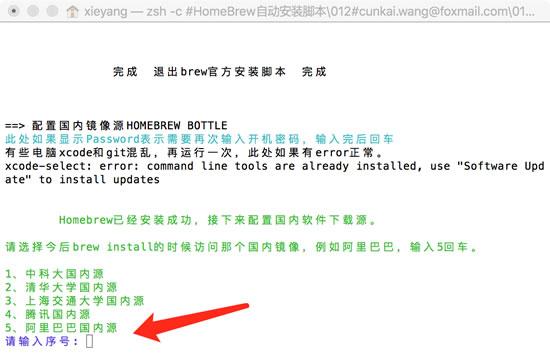 xieyang — zsh -c #HomeBrew自动安装脚本\012#cunkai.wang@foxmail.com\01...
完成 退出brew官方安装脚本 完成
==> 配置国内镜像源HOMEBREW BOTTLE
此处如果显示Password表示需要再次输入开机密码，输入完后回车
有些电脑xcode和git混乱，再运行一次，此处如果有error正常。
xcode-select: error: command line tools are already installed, use "Software Upd
ate" to install updates
Homebrew已经安装成功，接下来配置国内软件下载源。
请选择今后brew install的时候访问那个国内镜像，例如阿里巴巴，输入5回车。
1、中科大国内源
2、清华大学国内源
3、上海交通大学国内源
4、腾讯国内源
5、阿里巴巴国内源
请输入序号: